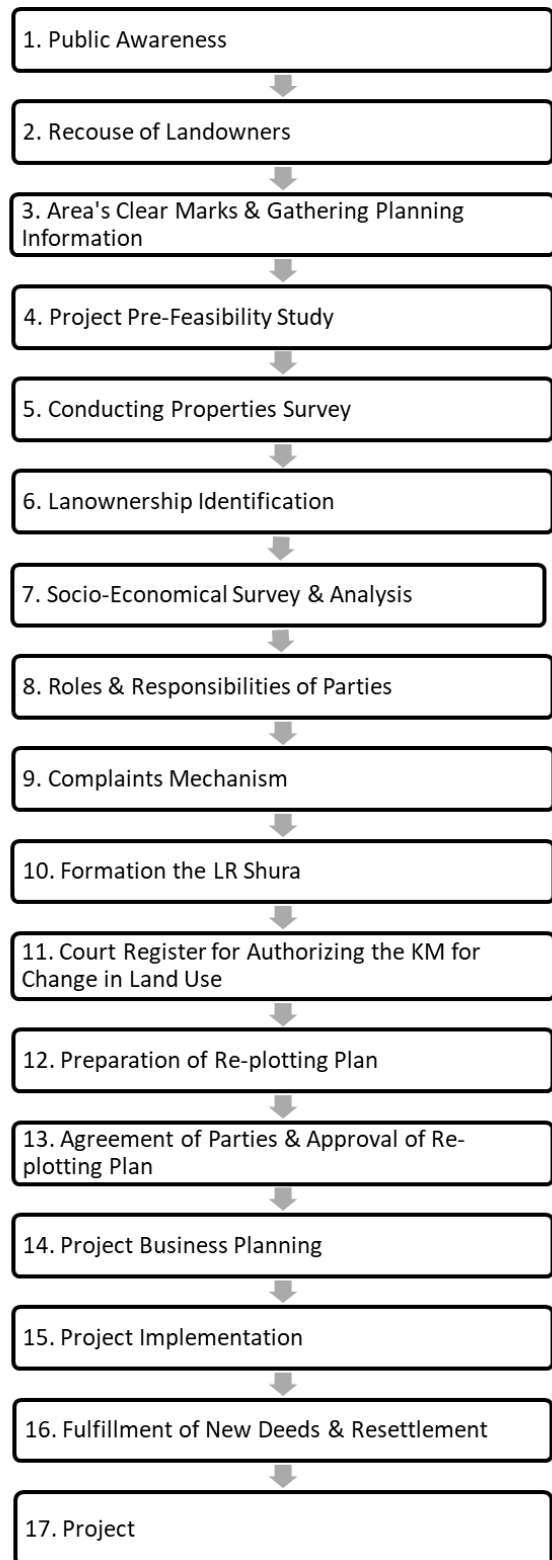 1. Public Awareness
2. Recouse of Landowners
3. Area's Clear Marks & Gathering Planning
Information
4. Project Pre-Feasibility Study
5. Conducting Properties Survey
6. Lanownership Identification
7. Socio-Economical Survey & Analysis
8. Roles & Responsibilities of Parties
9. Complaints Mechanism
10. Formation the LR Shura
11. Court Register for Authorizing the KM for
Change in Land Use
12. Preparation of Re-plotting Plan
13. Agreement of Parties & Approval of Re-
plotting Plan
14. Project Business Planning
15. Project Implementation
16. Fulfillment of New Deeds & Resettlement
17. Project